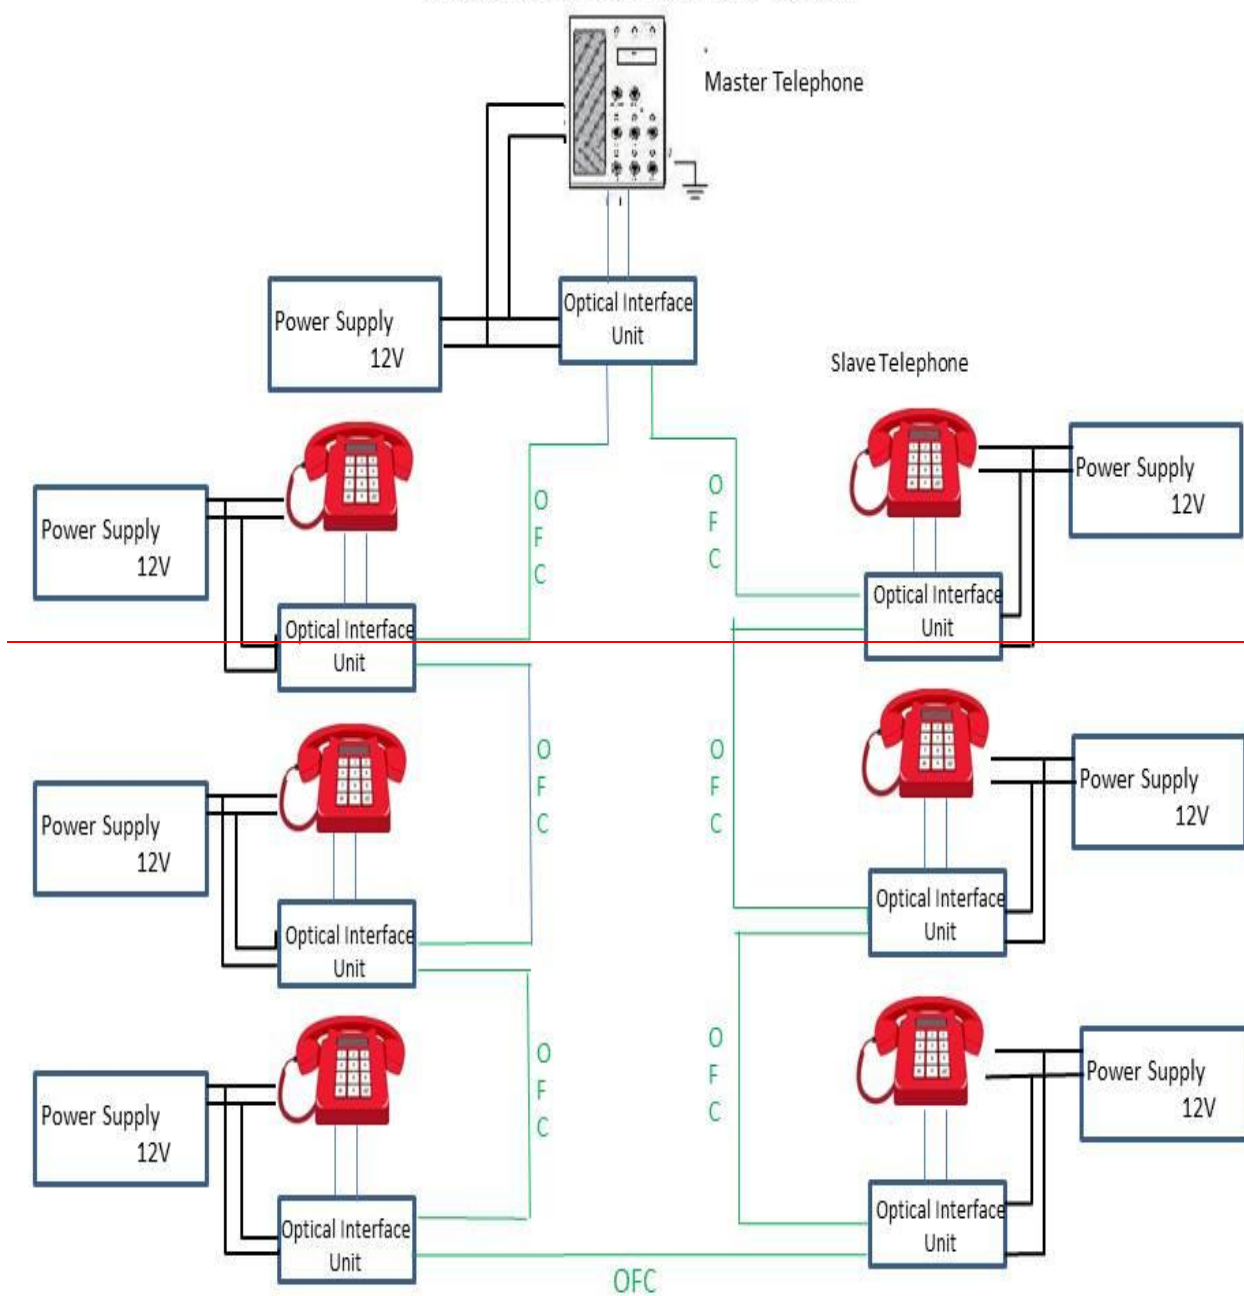 Master Telephone
Optical Interface
Unit
Power Supply
12V
Slave Telephone
Power Supply
12V
Power Supply
12V
O
F
C
O
F
C
Optical Interface
Unit
Optical Interface
Unit
O
F
C
O
F
C
Power Supply
12V
Power Supply
12V
Optical Interface
Unit
Optical Interface
Unit
O
F
C
O
F
C
Power Supply
12V
Power Supply
12V
Optical Interface
Unit
Optical Interface
Unit
OFC